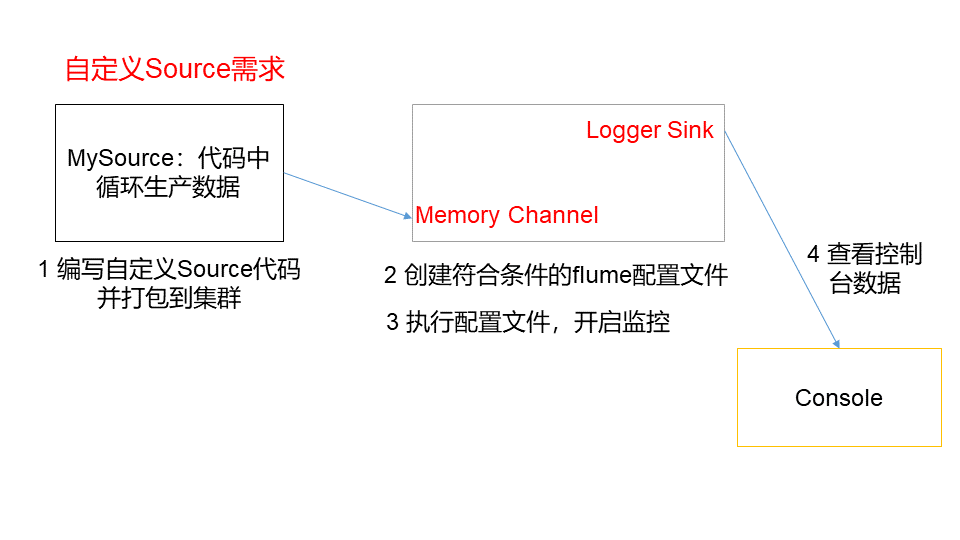 自定义Source需求
MySource：代码中
循环生产数据
1 编写自定义Source代码
并打包到集群
Logger Sink
Memory Channel
2 创建符合条件的flume配置文件
3 执行配置文件，开启监控
4 查看控制
台数据
Console